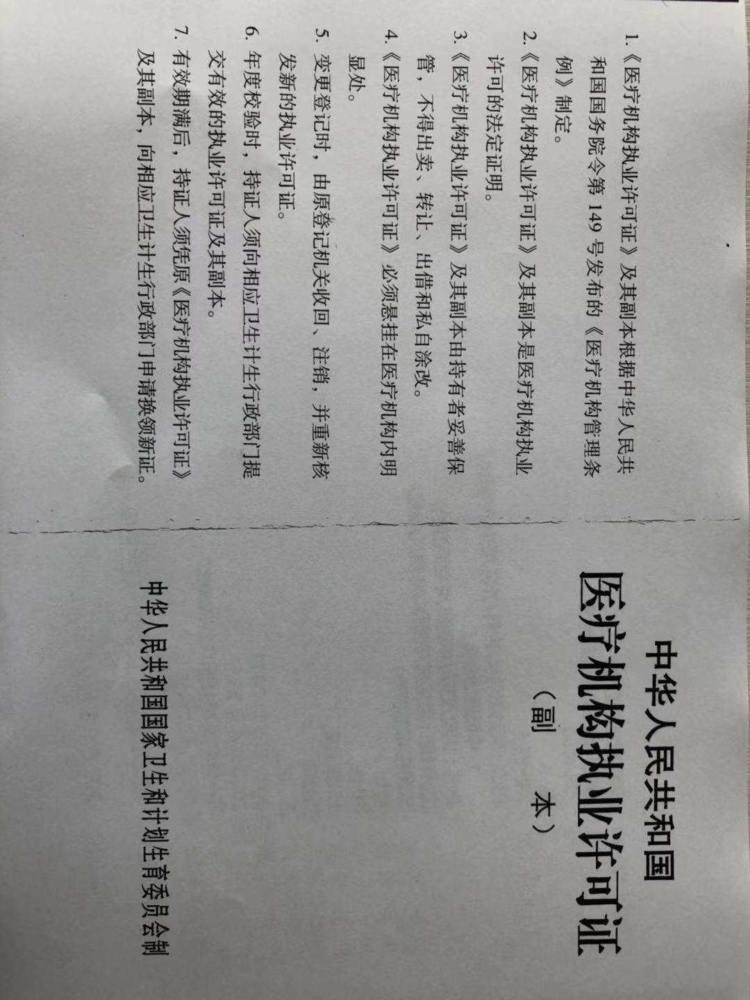 1.《医疗机构执业许可证》及其副本根据中华人民共
和国国务院令第 149 号发布的《医疗机构管理条
例》制定。
2.《医疗机构执业许可证》及其副本是医疗机构执业
许可的法定证明。
3.《医疗机构执业许可证》及其副本由持有者妥善保
管，不得出卖、转让、出借和私自涂改。
4.《医疗机构执业许可证》必须悬挂在医疗机构内明
显处。
5. 变更登记时，由原登记机关收回、注销，并重新核
发新的执业许可证。
6. 年度校验时，持证人须向相应卫生计生行政部门提
交有效的执业许可证及其副本。
7. 有效期满后，持证人须凭原《医疗机构执业许可证》
及其副本，向相应卫生计生行政部门申请换领新证。
中华人民共和国
医疗机构执业许可证
（副 本）
中华人民共和国国家卫生和计划生育委员会制